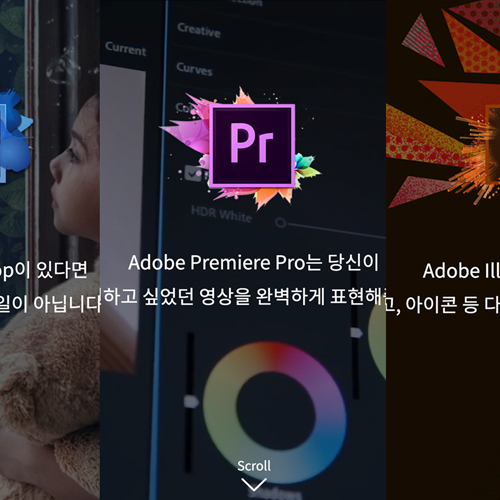 Premiere
Creative
Current
Curves
HDR White
Pr
op이 있다면
일이 아닙니다
Adobe Premiere Pro는 당신이
하고 싶었던 영상을 완벽하게 표현해
Adobe Ill
고, 아이콘 등 다
Scroll